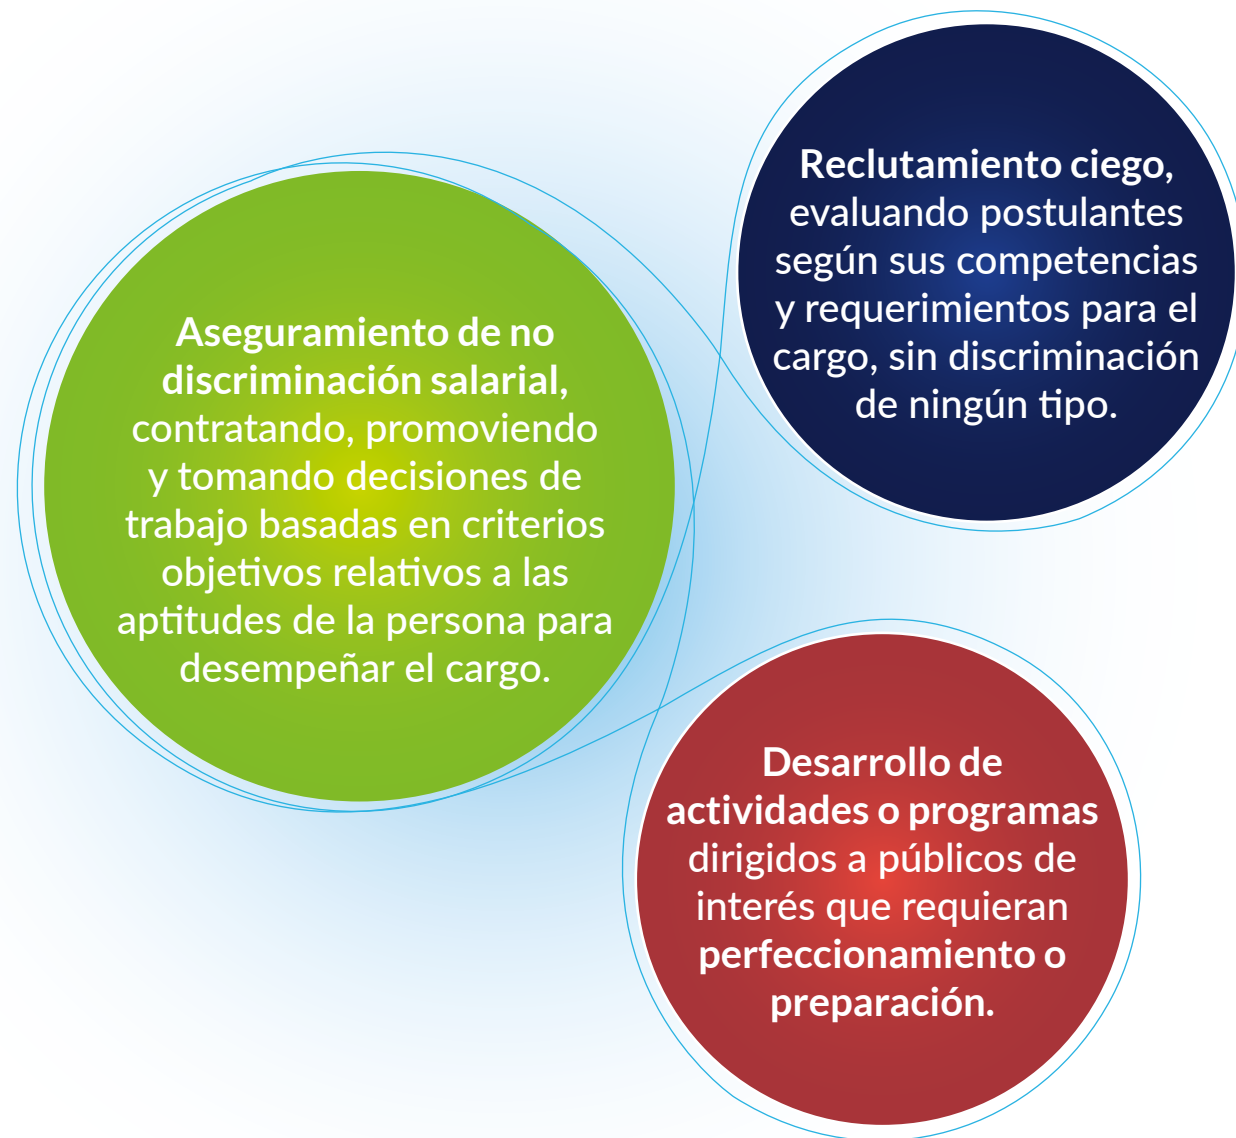 Aseguramiento de no
discriminación salarial,
contratando, promoviendo
y tomando decisiones de
trabajo basadas en criterios
objetivos relativos a las
aptitudes de la persona para
desempeñar el cargo.
Reclutamiento ciego,
evaluando postulantes
según sus competencias
y requerimientos para el
cargo, sin discriminación
de ningún tipo.
Desarrollo de
actividades o programas
dirigidos a públicos de
interés que requieran
perfeccionamiento o
preparación.